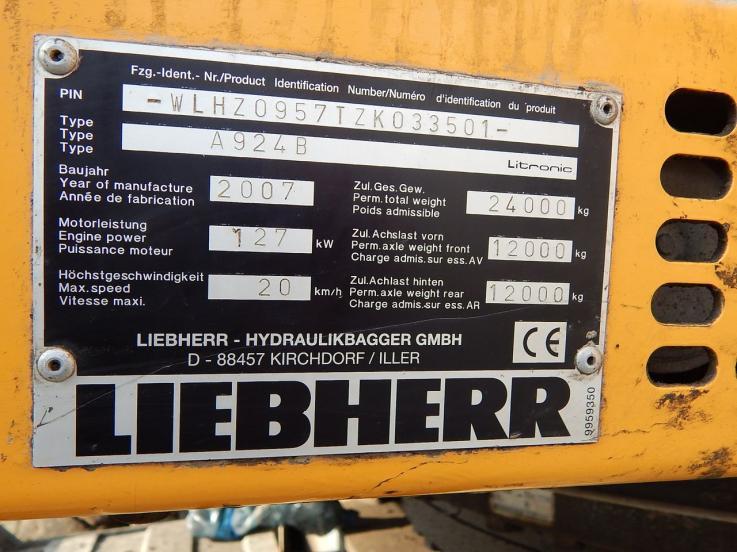 Fzg.-Ident.- Nr./Product Identification Number/Numéro d'identification du produit
PIN -WLHZ0957TZK033501-
Type
Type A924B
Type Litronic
Baujahr
Year of manufacture 2007
Année de fabrication
Zul.Ges.Gew.
Perm.total weight 24000 kg
Poids admissible
Motorleistung
Engine power 127 kW
Puissance moteur
Zul.Achslast vorn
Perm.axle weight front 12000 kg
Charge admis.sur ess.AV
Höchstgeschwindigkeit
Max.speed 20 km/h
Vitesse maxi.
Zul.Achlast hinten
Perm.axle weight rear 12000 kg
Charge admis.sur ess.AR
LIEBHERR - HYDRAULIKBAGGER GMBH
D - 88457 KIRCHDORF / ILLER
CE
LIEBHERR
9959350